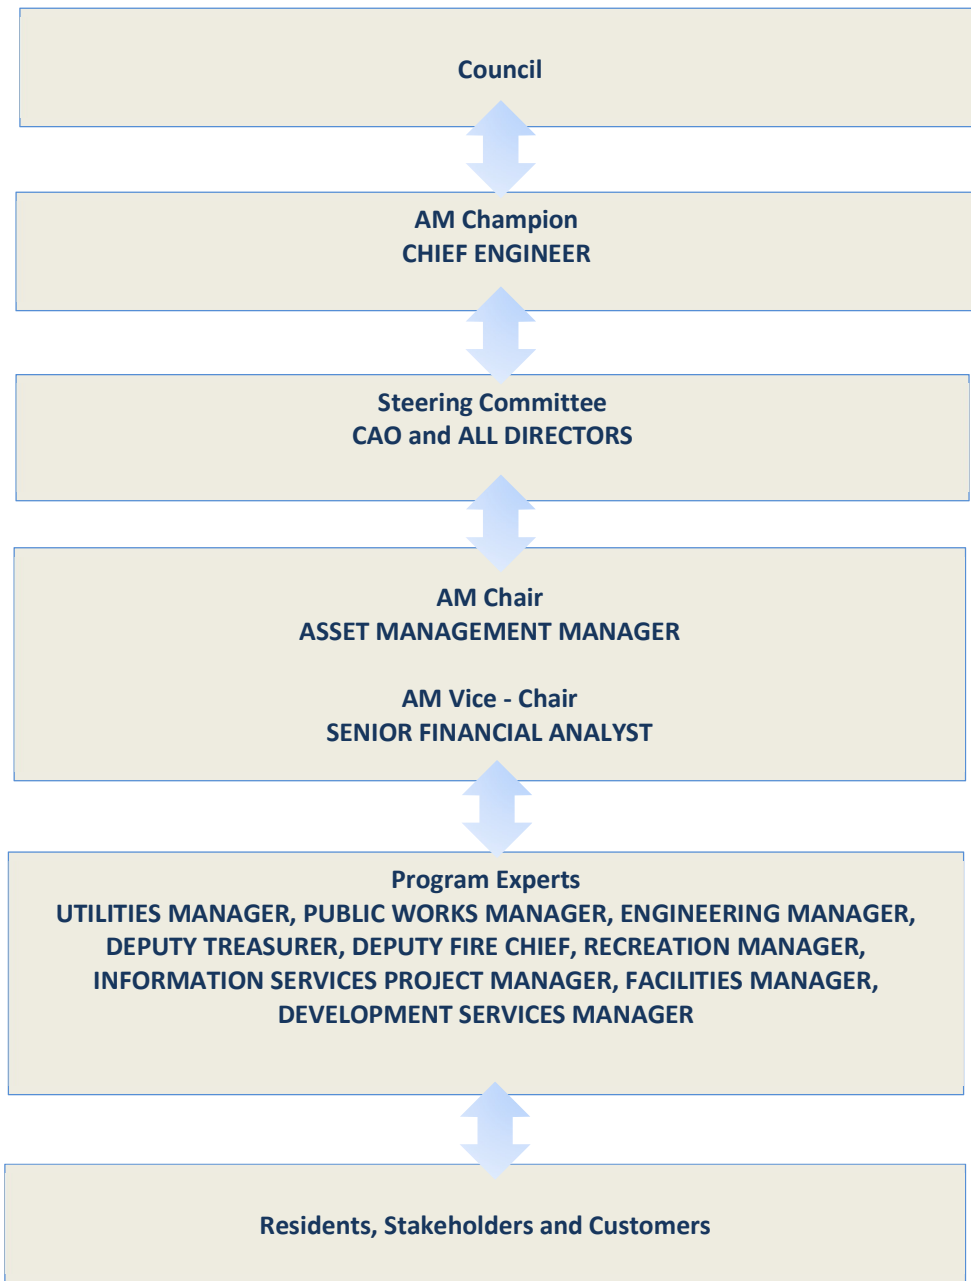 Council
AM Champion
CHIEF ENGINEER
Steering Committee
CAO and ALL DIRECTORS
AM Chair
ASSET MANAGEMENT MANAGER
AM Vice - Chair
SENIOR FINANCIAL ANALYST
Program Experts
UTILITIES MANAGER, PUBLIC WORKS MANAGER, ENGINEERING MANAGER,
DEPUTY TREASURER, DEPUTY FIRE CHIEF, RECREATION MANAGER,
INFORMATION SERVICES PROJECT MANAGER, FACILITIES MANAGER,
DEVELOPMENT SERVICES MANAGER
Residents, Stakeholders and Customers